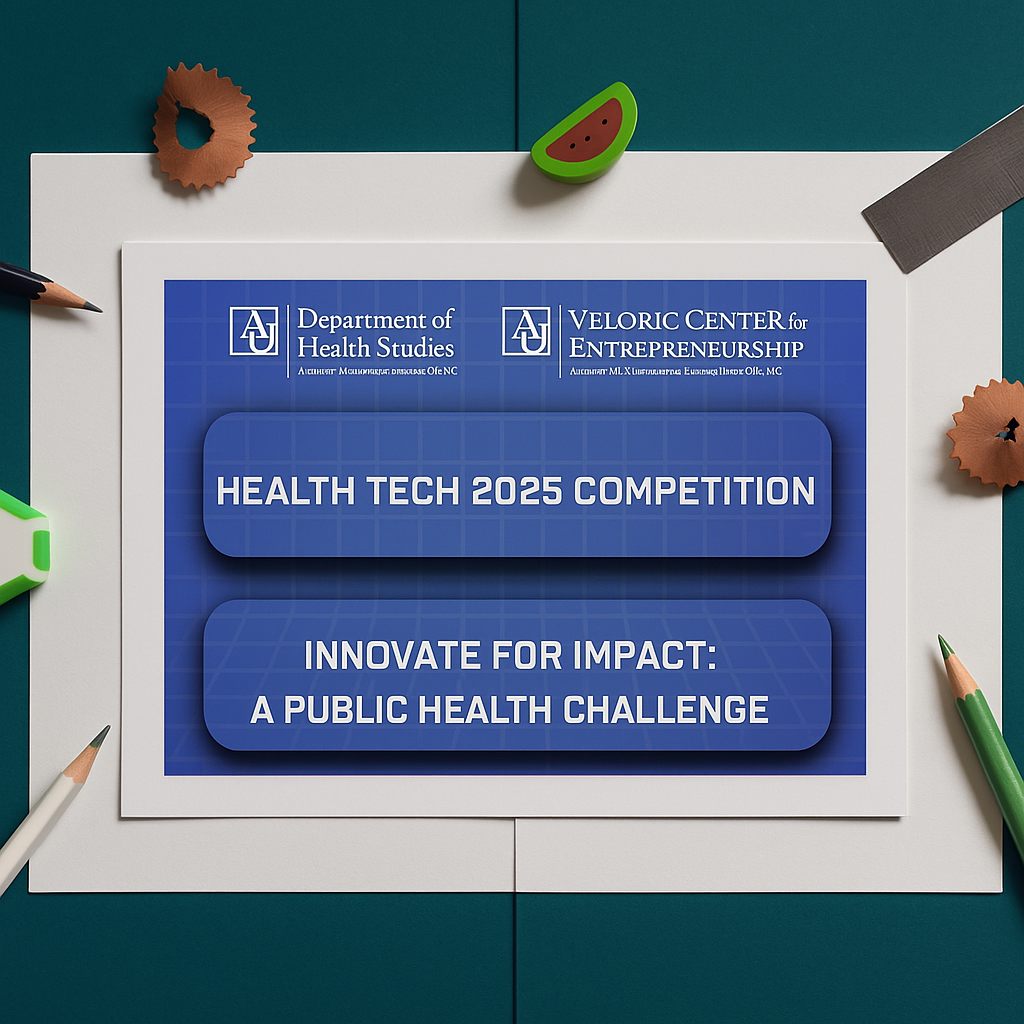 AU
Department of
Health Studies
AU
VELORIC CENTER for
ENTREPRENEURSHIP
HEALTH TECH 2025 COMPETITION
INNOVATE FOR IMPACT:
A PUBLIC HEALTH CHALLENGE